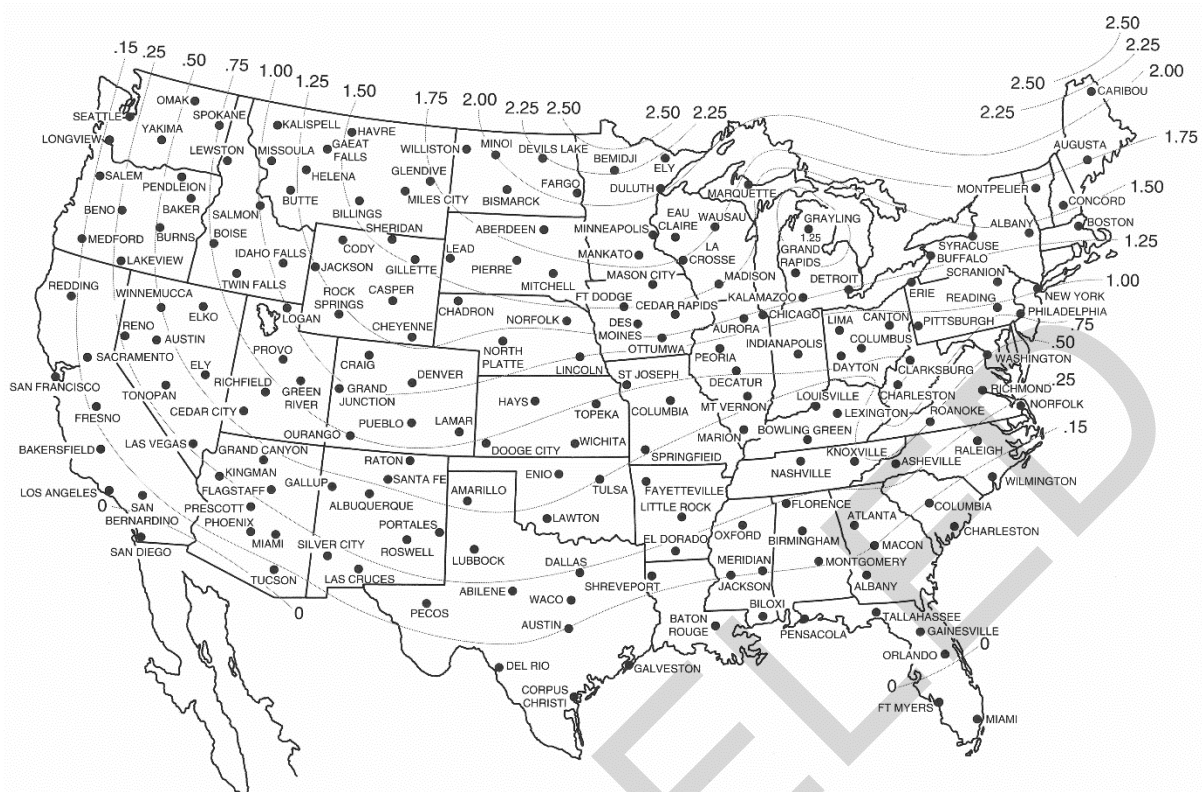 2.50
2.25
2.00
.15
.25
.50
.75
1.00
1.25
1.50
1.75
2.00
2.25
2.50
2.50
2.25
2.50
2.25
1.75
1.50
1.25
1.00
.75
.50
.25
.15
0
0
0
0
1.25
SEATTLE
OMAK
SPOKANE
LONGVIEW
YAKIMA
LEWSTON
SALEM
PENDLEION
BAKER
BENO
BURNS
MEDFORD
LAKEVIEW
KALISPELL
HAVRE
MISSOULA
GAEAT
FALLS
HELENA
GLENDIVE
BUTTE
MILES CITY
BILLINGS
SALMON
BOISE
IDAHO FALLS
TWIN FALLS
SHERIDAN
CODY
JACKSON
GILLETTE
ROCK
SPRINGS
CASPER
CHEYENNE
WILLISTON
MINOI
DEVILS LAKE
FARGO
BISMARCK
ABERDEEN
LEAD
PIERRE
MITCHELL
BEMIDJI
ELY
DULUTH
MINNEAPOLIS
MANKATO
MARQUETTE
EAU
CLAIRE
WAUSAU
LA
CROSSE
MADISON
GRAYLING
GRAND
RAPIDS
DETROIT
KALAMAZOO
CARIBOU
AUGUSTA
MONTPELIER
CONCORD
BOSTON
ALBANY
SYRACUSE
BUFFALO
SCRANION
NEW YORK
ERIE
READING
PHILADELPHIA
PITTSBURGH
REDDING
WINNEMUCCA
ELKO
RENO
AUSTIN
SACRAMENTO
ELY
SAN FRANCISCO
TONOPAN
FRESNO
LAS VEGAS
BAKERSFIELD
LOS ANGELES
SAN
BERNARDINO
SAN DIEGO
LOGAN
PROVO
RICHFIELD
GREEN
RIVER
CEDAR CITY
CRAIG
DENVER
GRAND
JUNCTION
PUEBLO
LAMAR
OURANGO
CHADRON
NORFOLK
NORTH
PLATTE
LINCOLN
MASON CITY
FT DODGE
CEDAR RAPIDS
DES
MOINES
OTTUMWA
CHICAGO
AURORA
PEORIA
DECATUR
MT VERNON
MARION
INDIANAPOLIS
LIMA
CANTON
COLUMBUS
DAYTON
CLARKSBURG
CHARLESTON
WASHINGTON
RICHMOND
NORFOLK
ROANOKE
LOUISVILLE
LEXINGTON
BOWLING GREEN
HAYS
TOPEKA
DODGE CITY
WICHITA
ST JOSEPH
COLUMBIA
SPRINGFIELD
GRAND CANYON
KINGMAN
FLAGSTAFF
PRESCOTT
PHOENIX
MIAMI
TUCSON
RATON
GALLUP
SANTA FE
ALBUQUERQUE
PORTALES
SILVER CITY
ROSWELL
LAS CRUCES
AMARILLO
LUBBOCK
DALLAS
ABILENE
WACO
PECOS
AUSTIN
DEL RIO
CORPUS
CHRISTI
GALVESTON
ENIO
TULSA
LAWTON
FAYETTEVILLE
LITTLE ROCK
EL DORADO
SHREVEPORT
BATON
ROUGE
NASHVILLE
KNOXVILLE
ASHEVILLE
RALEIGH
WILMINGTON
COLUMBIA
CHARLESTON
OXFORD
MERIDIAN
JACKSON
BILOXI
FLORENCE
BIRMINGHAM
MONTGOMERY
ATLANTA
MACON
ALBANY
PENSACOLA
TALLAHASSEE
GAINESVILLE
ORLANDO
FT MYERS
MIAMI